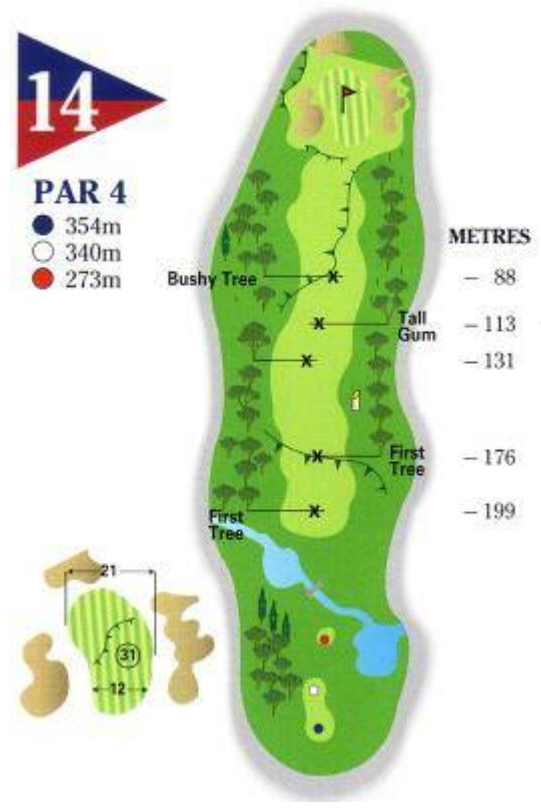 14
PAR 4
354m
340m
273m
METRES
Bushy Tree
– 88
Tall
Gum
– 113
– 131
First
Tree
– 176
First
Tree
– 199
21
31
12